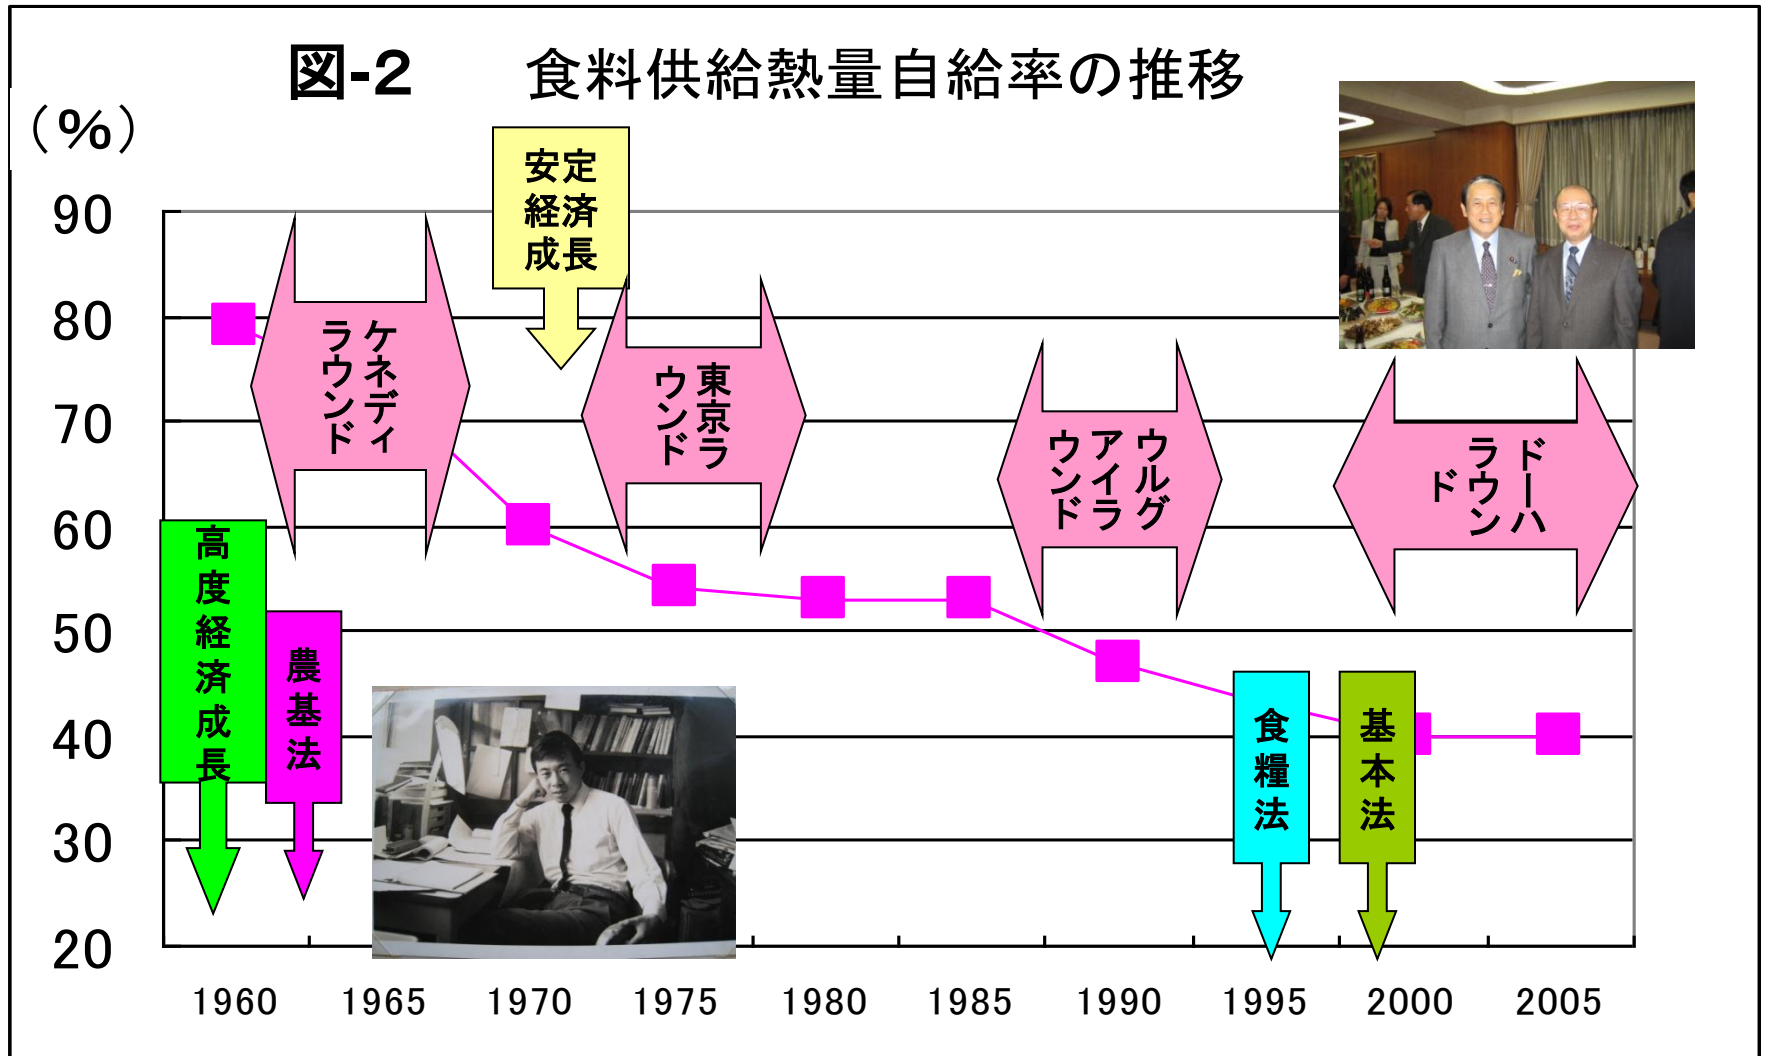 図-2 食料供給熱量自給率の推移
(%)
90
80
70
60
50
40
30
20
安定
経済
成長
ケネディ
ラウンド
東京ラ
ウンド
ウルグ
アイラ
ウンド
ドーハ
ラウン
ド
高度経済成長
農基法
食糧法
基本法
1960 1965 1970 1975 1980 1985 1990 1995 2000 2005